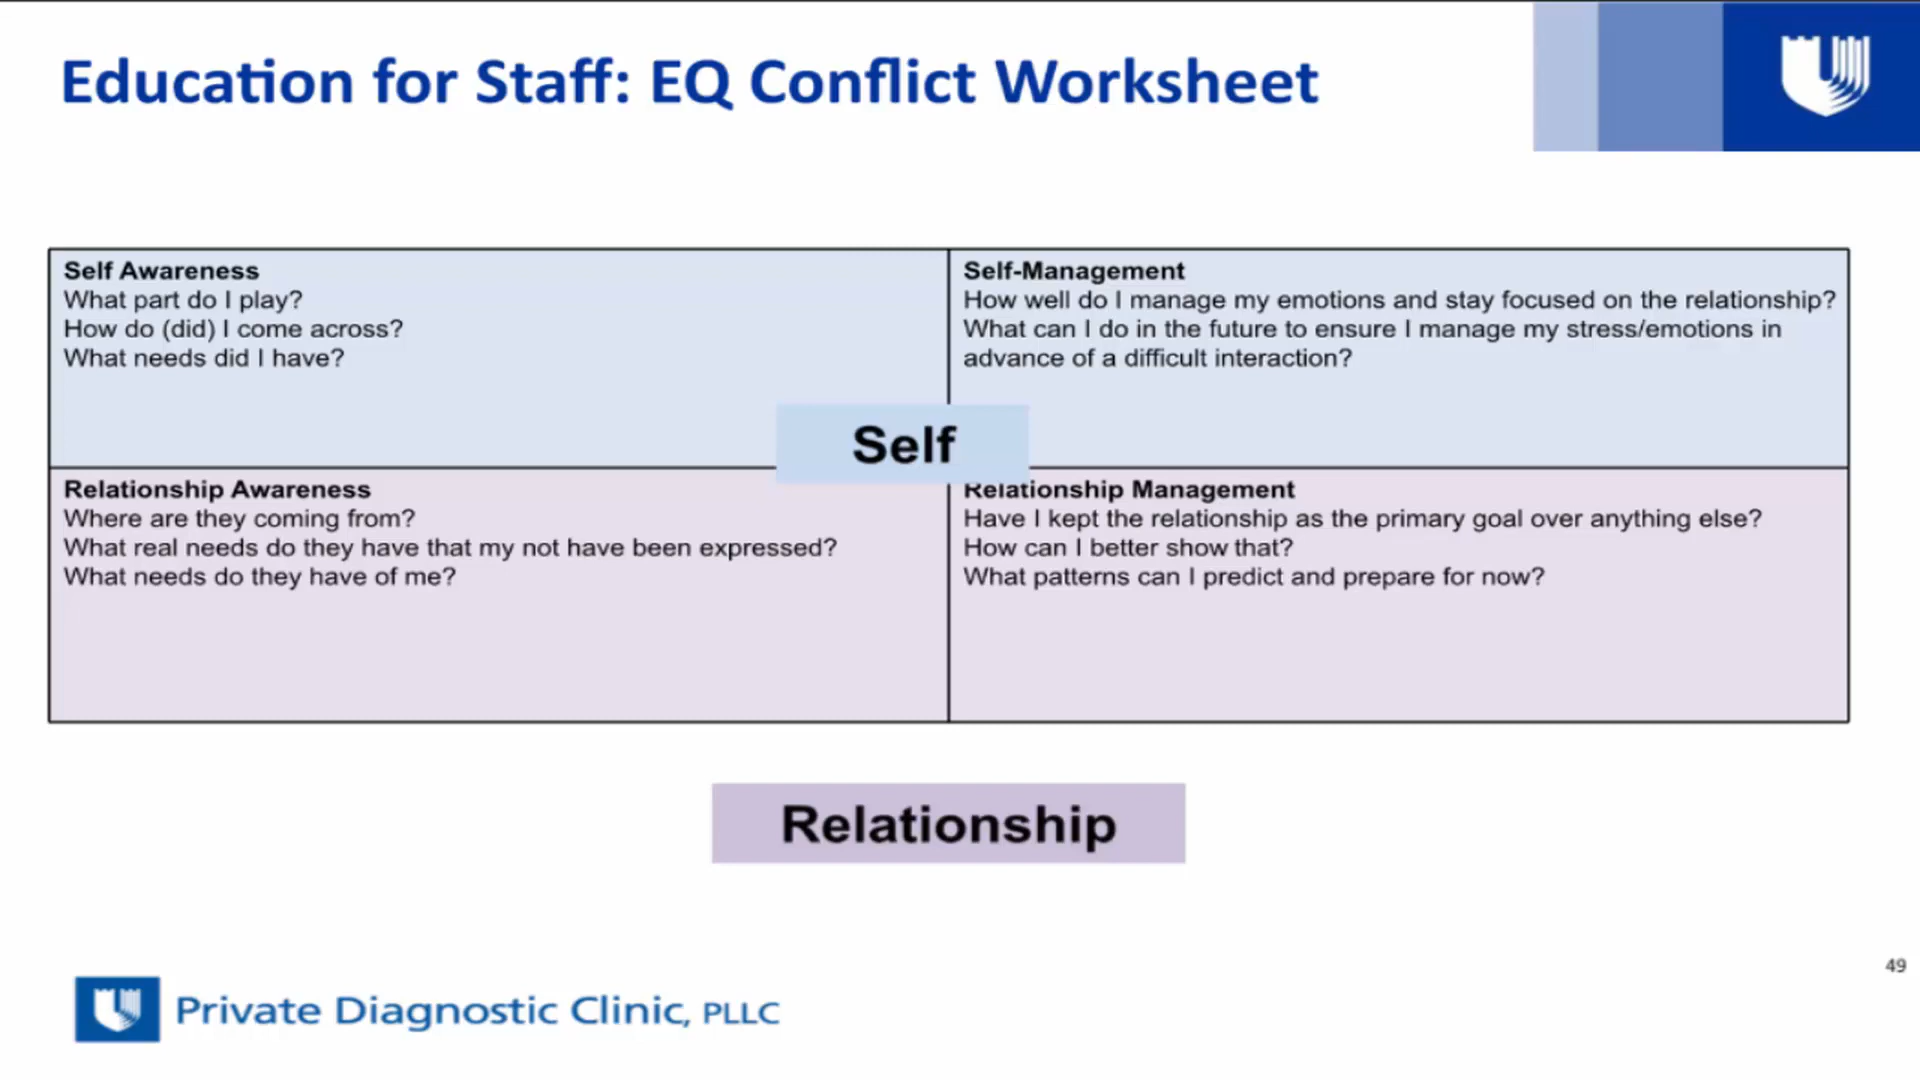 Education for Staff: EQ Conflict Worksheet
Self Awareness
What part do I play?
How do (did) I come across?
What needs did I have?
Self-Management
How well do I manage my emotions and stay focused on the relationship?
What can I do in the future to ensure I manage my stress/emotions in
advance of a difficult interaction?
Self
Relationship Awareness
Where are they coming from?
What real needs do they have that my not have been expressed?
What needs do they have of me?
Relationship Management
Have I kept the relationship as the primary goal over anything else?
How can I better show that?
What patterns can I predict and prepare for now?
Relationship
49
Private Diagnostic Clinic, PLLC